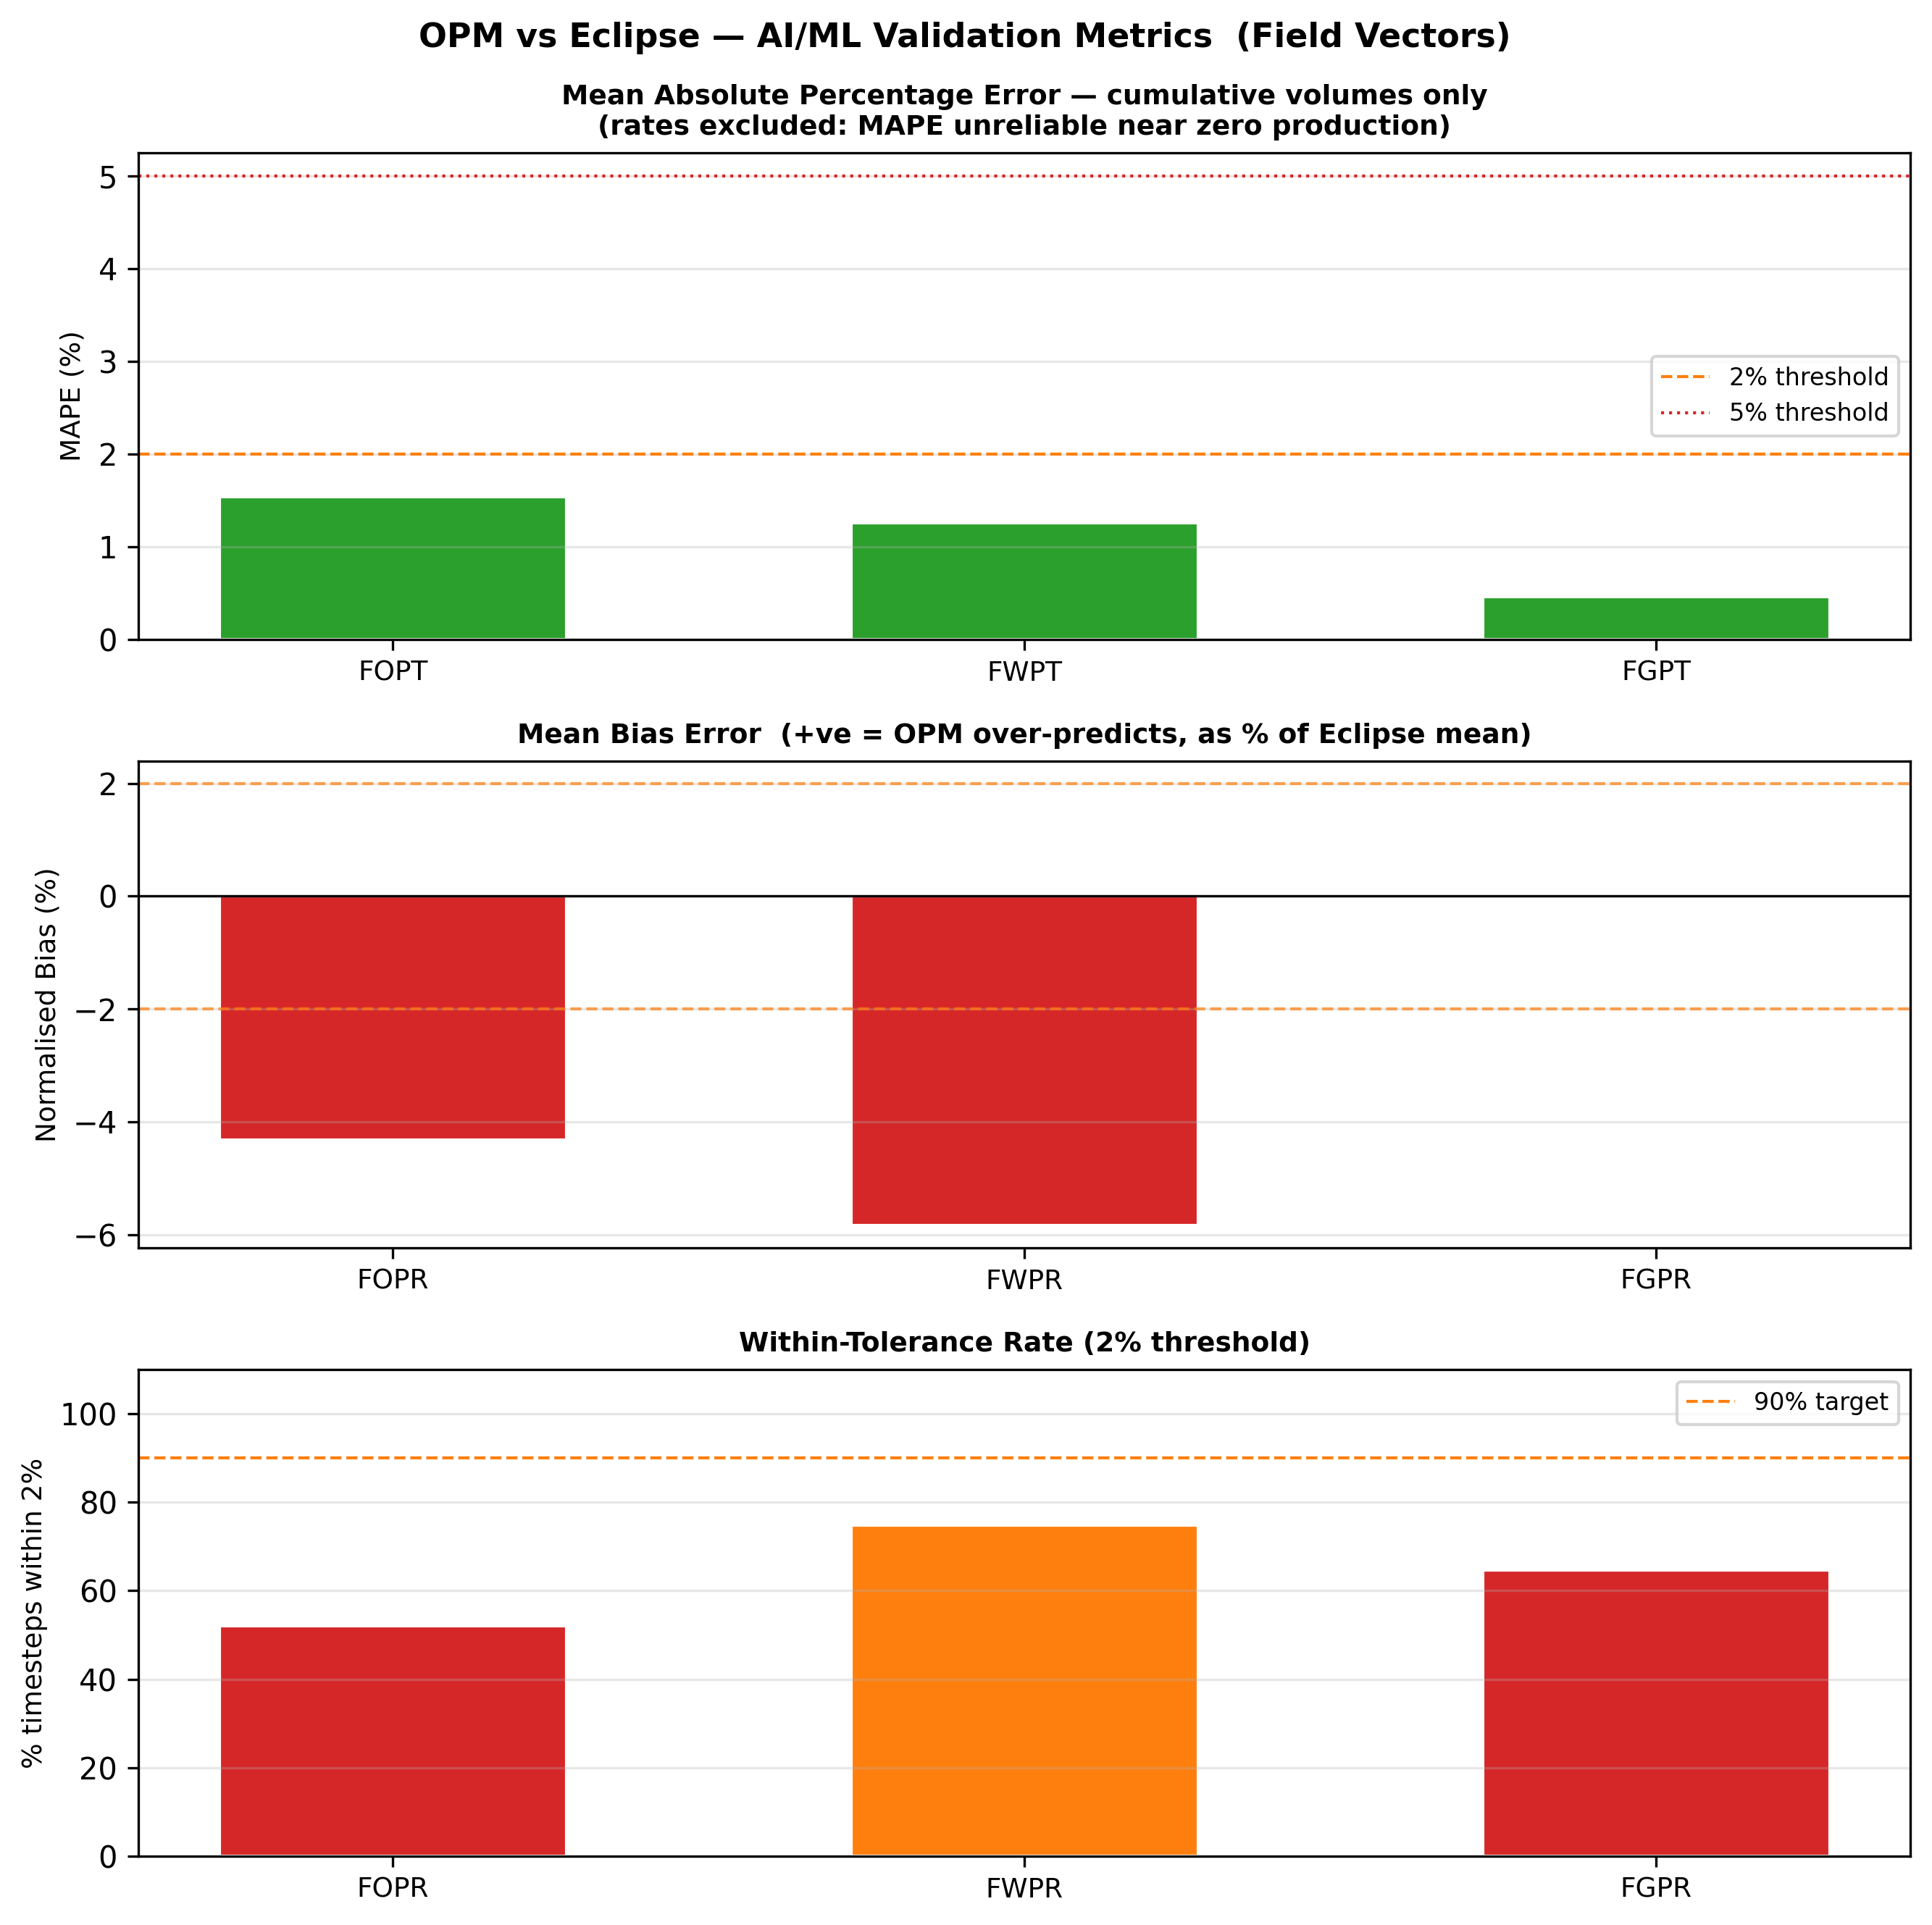 OPM vs Eclipse — AI/ML Validation Metrics  (Field Vectors)
Mean Absolute Percentage Error — cumulative volumes only
(rates excluded: MAPE unreliable near zero production)
MAPE (%)
5
4
3
2
1
0
2% threshold
5% threshold
FOPT
FWPT
FGPT
Mean Bias Error  (+ve = OPM over-predicts, as % of Eclipse mean)
Normalised Bias (%)
2
0
−2
−4
−6
FOPR
FWPR
FGPR
Within-Tolerance Rate (2% threshold)
% timesteps within 2%
100
80
60
40
20
0
90% target
FOPR
FWPR
FGPR